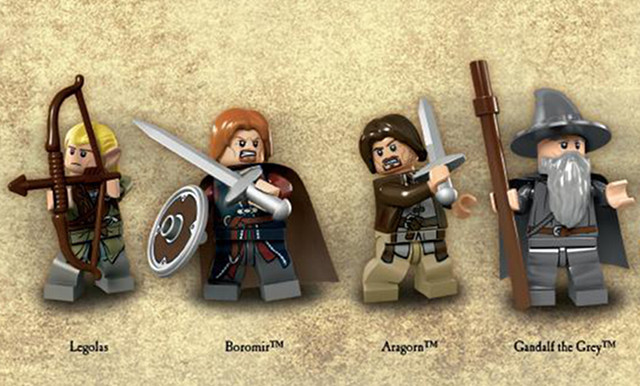 Legolas
Boromir™
Aragorn™
Gandalf the Grey™